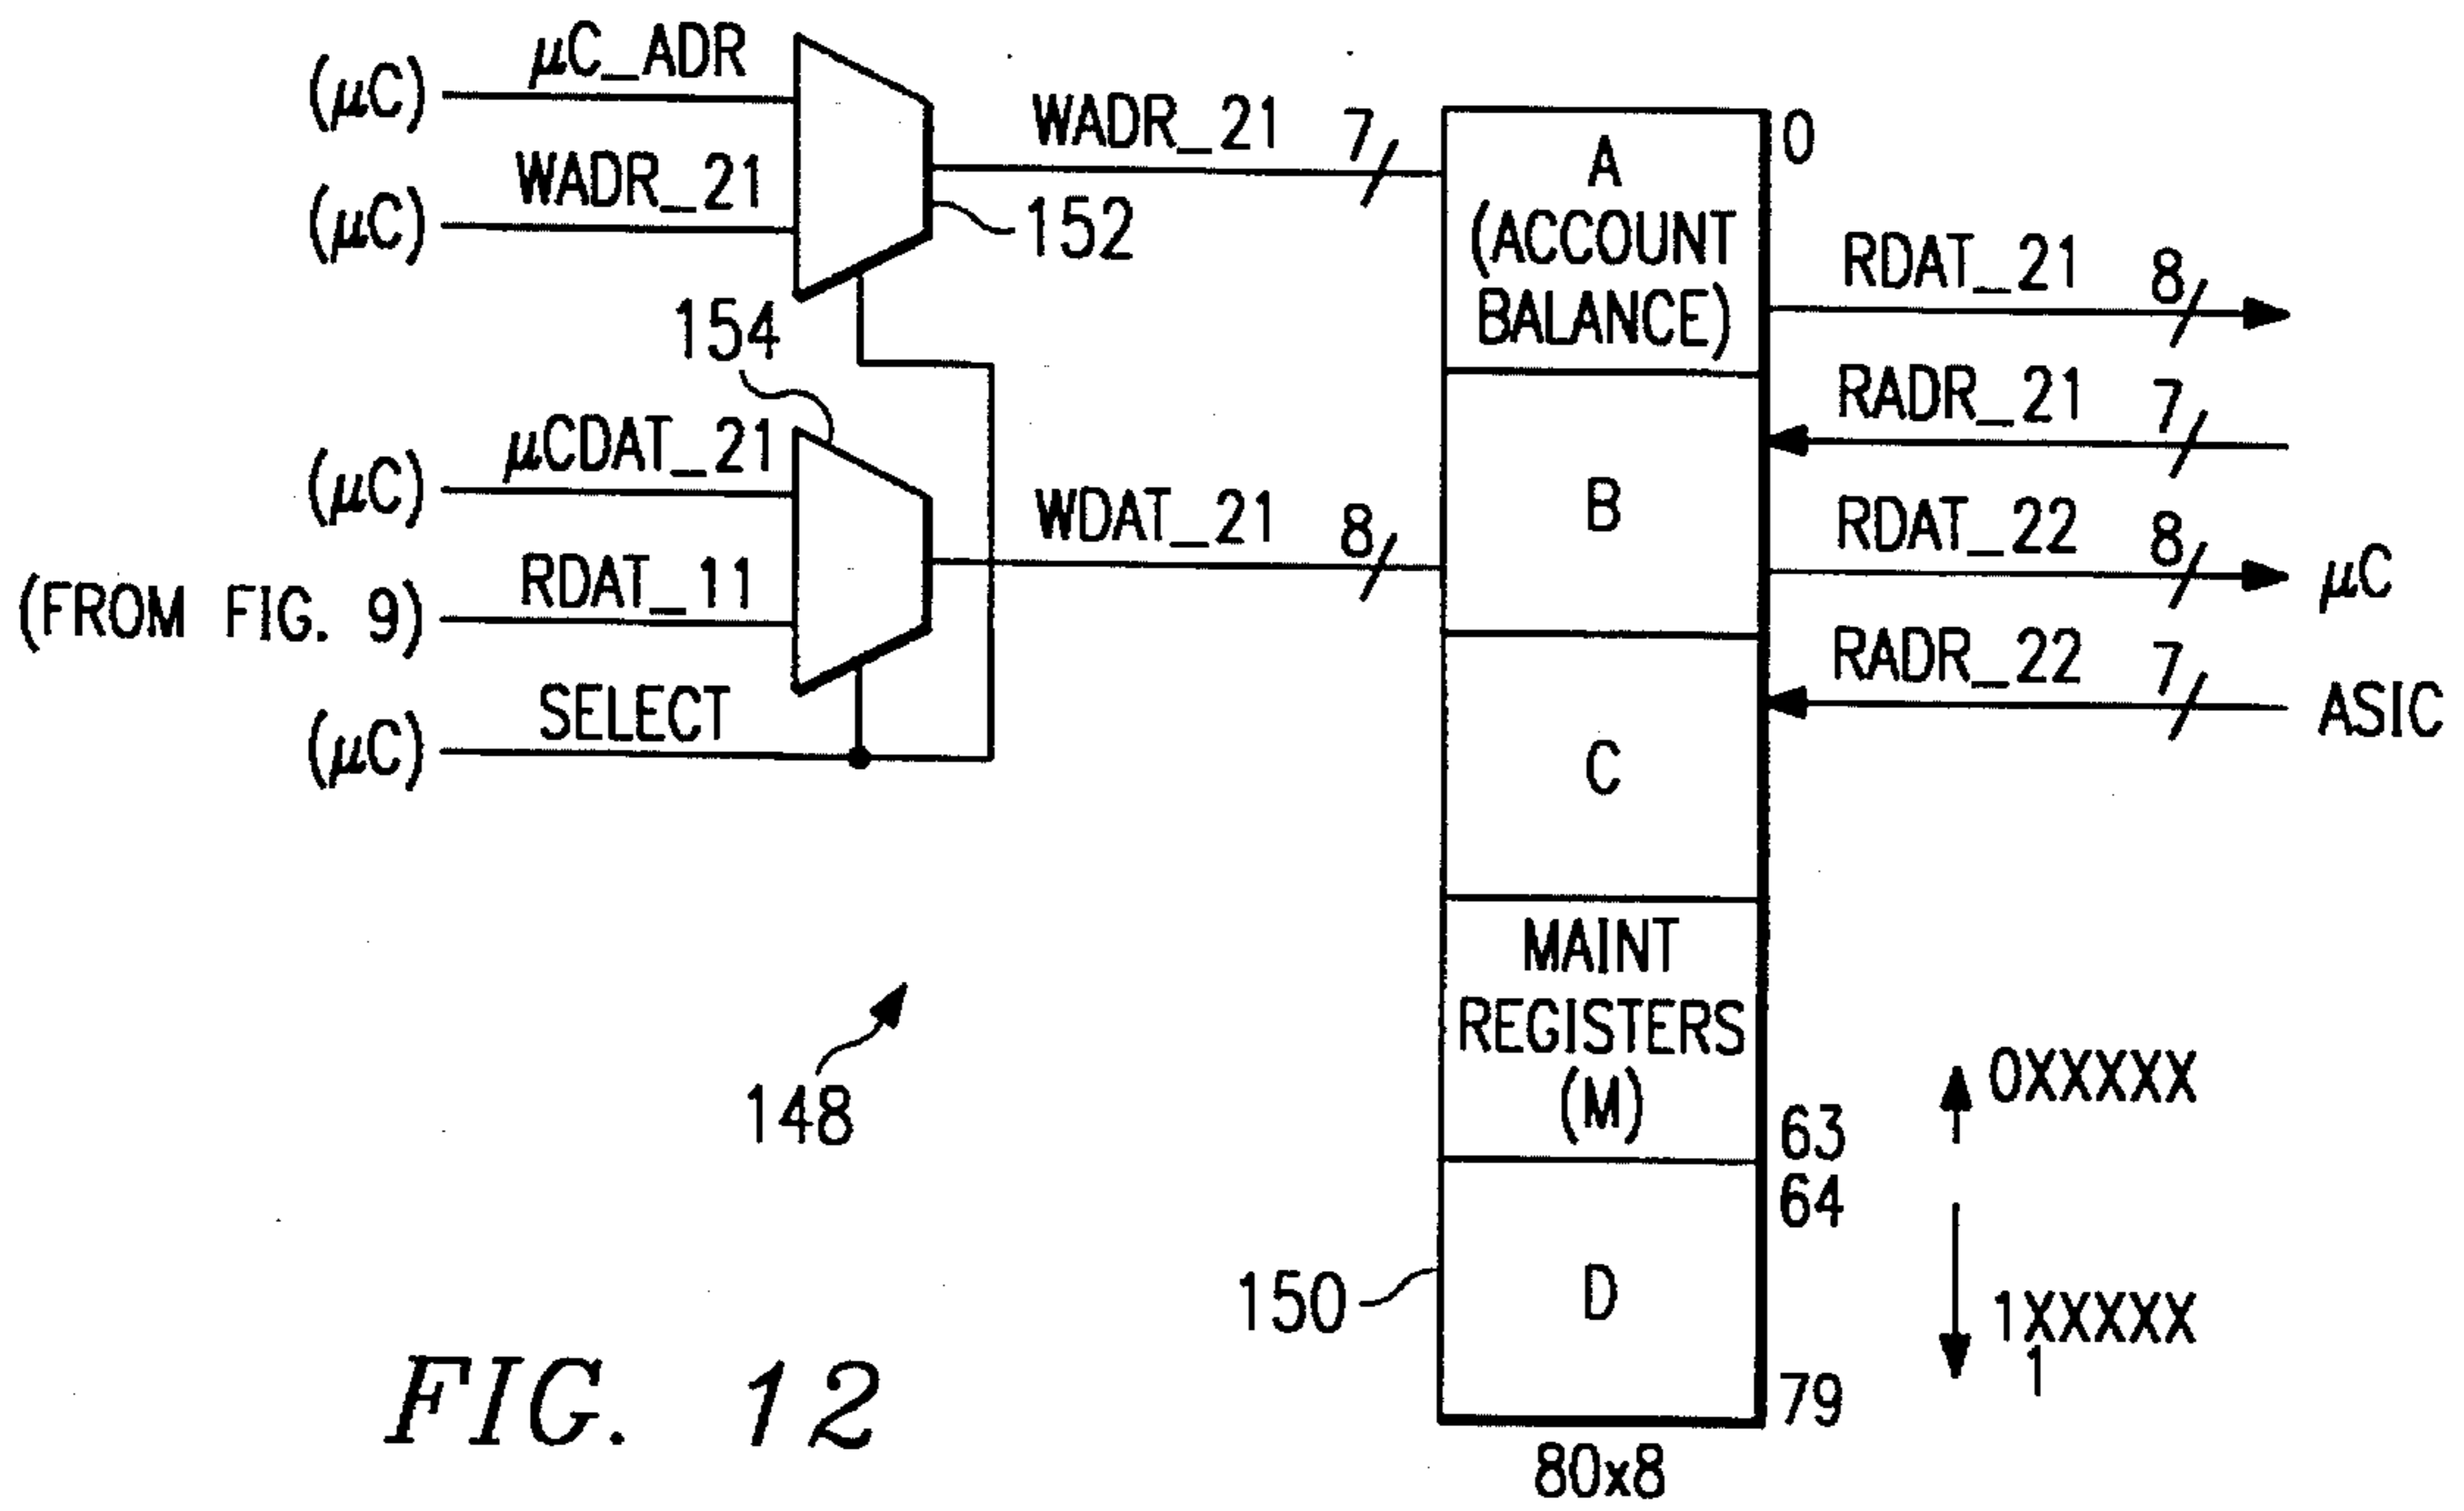 (μC) μC_ADR
(μC) WADR_21
WADR_21 7
152
154
(μC) μCDAT_21
(FROM FIG. 9) RDAT_11
(μC) SELECT
WDAT_21 8
A
(ACCOUNT
BALANCE)
B
C
MAINT
REGISTERS
(M)
D
80x8
0
63
64
79
RDAT_21 8
RADR_21 7
RDAT_22 8 μC
RADR_22 7 ASIC
0XXXXX
1XXXXX
1
148
150
FIG. 12